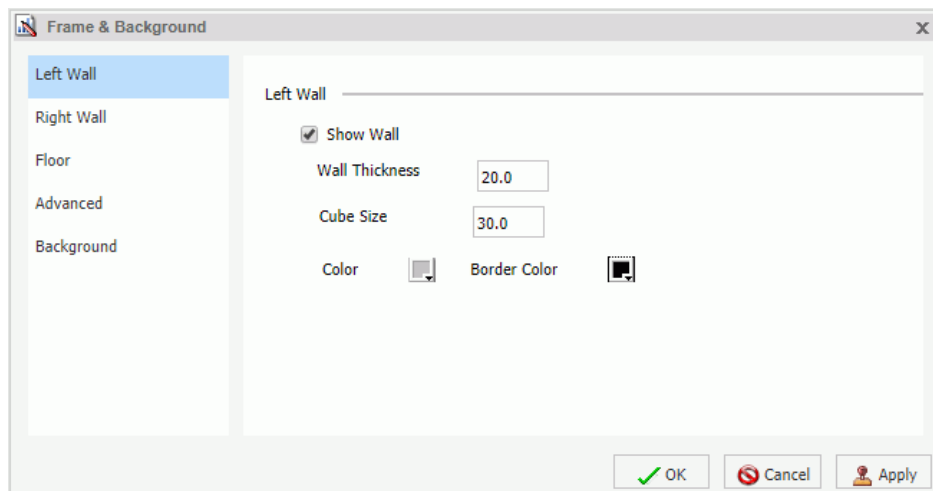 Frame & Background
x
Left Wall
Right Wall
Floor
Advanced
Background
Left Wall
Show Wall
Wall Thickness 20.0
Cube Size 30.0
Color Border Color
OK Cancel Apply